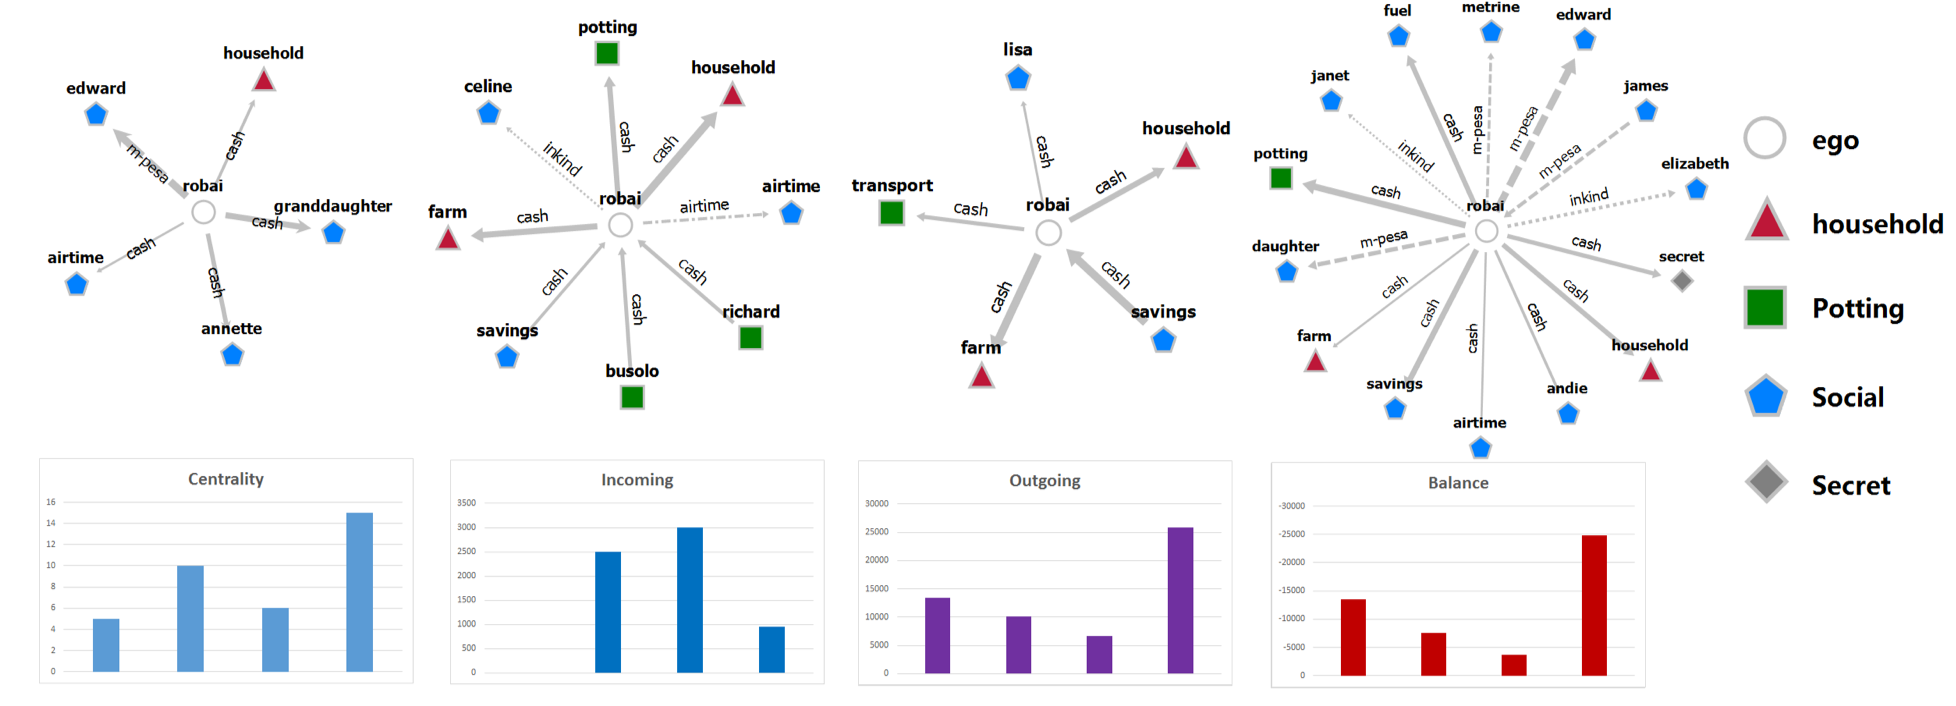 household
edward
m-pesa
cash
robai
granddaughter
cash
cash
airtime
cash
annette
potting
household
celine
cash
cash
inkind
robai
airtime
airtime
farm
cash
cash
cash
cash
savings
richard
busolo
lisa
household
cash
cash
transport
cash
robai
cash
cash
savings
farm
fuel
metrine
edward
janet
james
cash
m-pesa
m-pesa
m-pesa
inkind
potting
elizabeth
cash
inkind
robai
daughter
m-pesa
cash
secret
cash
cash
cash
cash
cash
farm
household
savings
andie
airtime
ego
household
Potting
Social
Secret
Centrality
16
14
12
10
8
6
4
2
0
Incoming
3500
3000
2500
2000
1500
1000
500
0
Outgoing
30000
25000
20000
15000
10000
5000
0
Balance
-30000
-25000
-20000
-15000
-10000
-5000
0